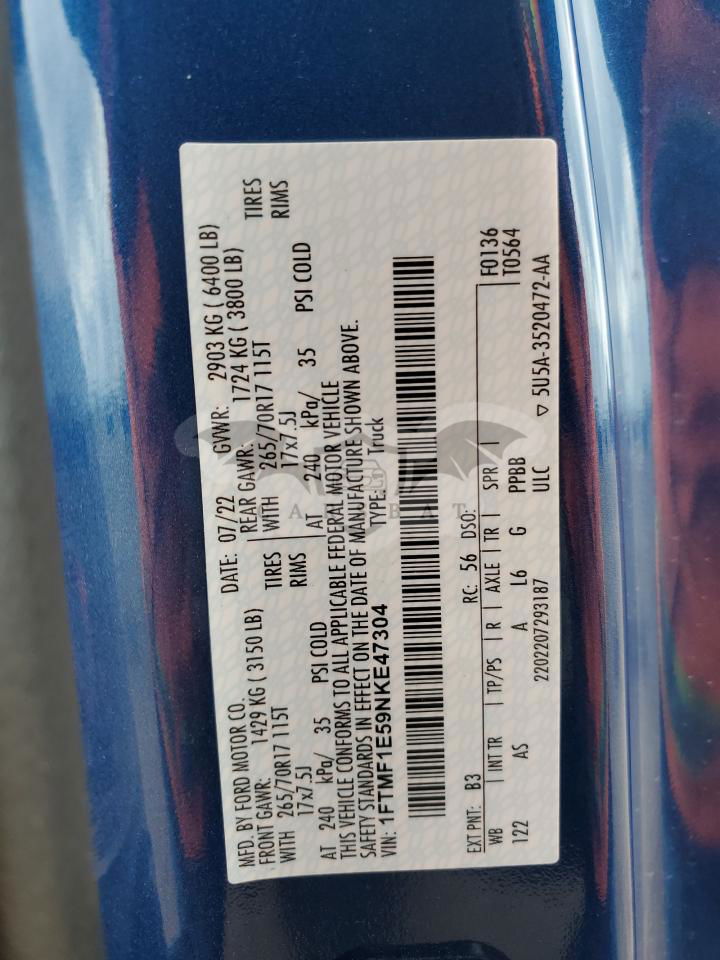 MFD. BY FORD MOTOR CO.
DATE: 07/22 GVWR: 2903 KG ( 6400 LB)
FRONT GAWR: 1429 KG ( 3150 LB) REAR GAWR: 1724 KG ( 3800 LB)
WITH 265/70R17 115T TIRES WITH 265/70R17 115T TIRES
17x7.5J RIMS 17x7.5J RIMS
AT 240 kPa/ 35 PSI COLD AT 240 kPa/ 35 PSI COLD
THIS VEHICLE CONFORMS TO ALL APPLICABLE FEDERAL MOTOR VEHICLE
SAFETY STANDARDS IN EFFECT ON THE DATE OF MANUFACTURE SHOWN ABOVE.
VIN: 1FTMF1E59NKE47304 TYPE: Truck
EXT PNT: B3 RC: 56 DSO: F0136
WB | INT TR | TP/PS | R | AXLE | TR | SPR | T0564
122 AS A L6 G PPBB
2202207293187 ULC ▽ 5U5A-3520472-AA